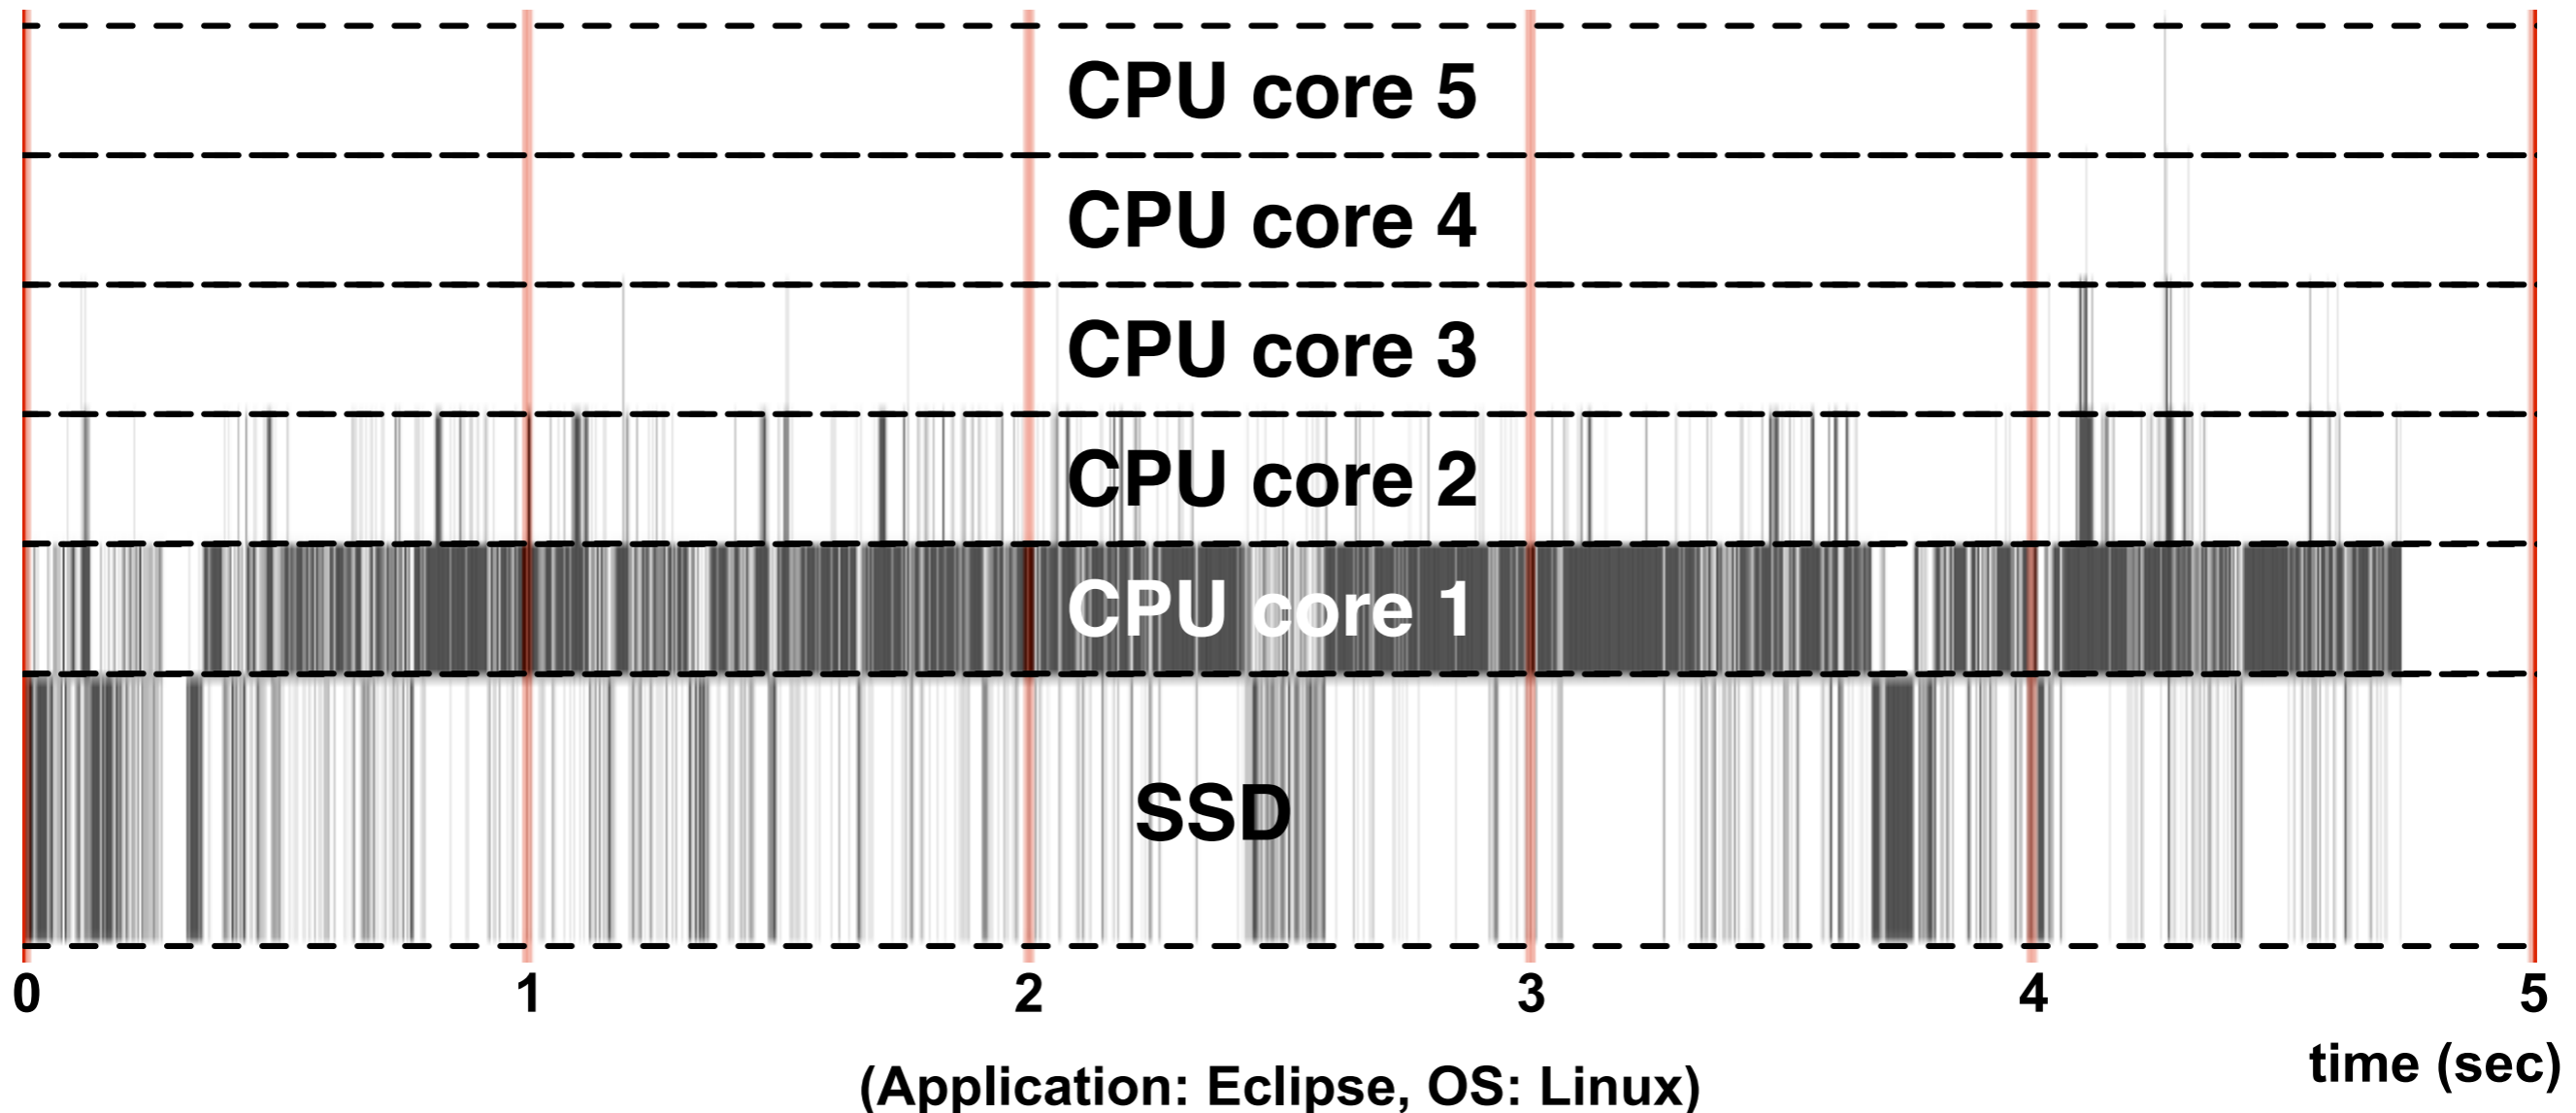 CPU core 5
CPU core 4
CPU core 3
CPU core 2
CPU core 1
SSD
0 1 2 3 4 5
time (sec)
(Application: Eclipse, OS: Linux)